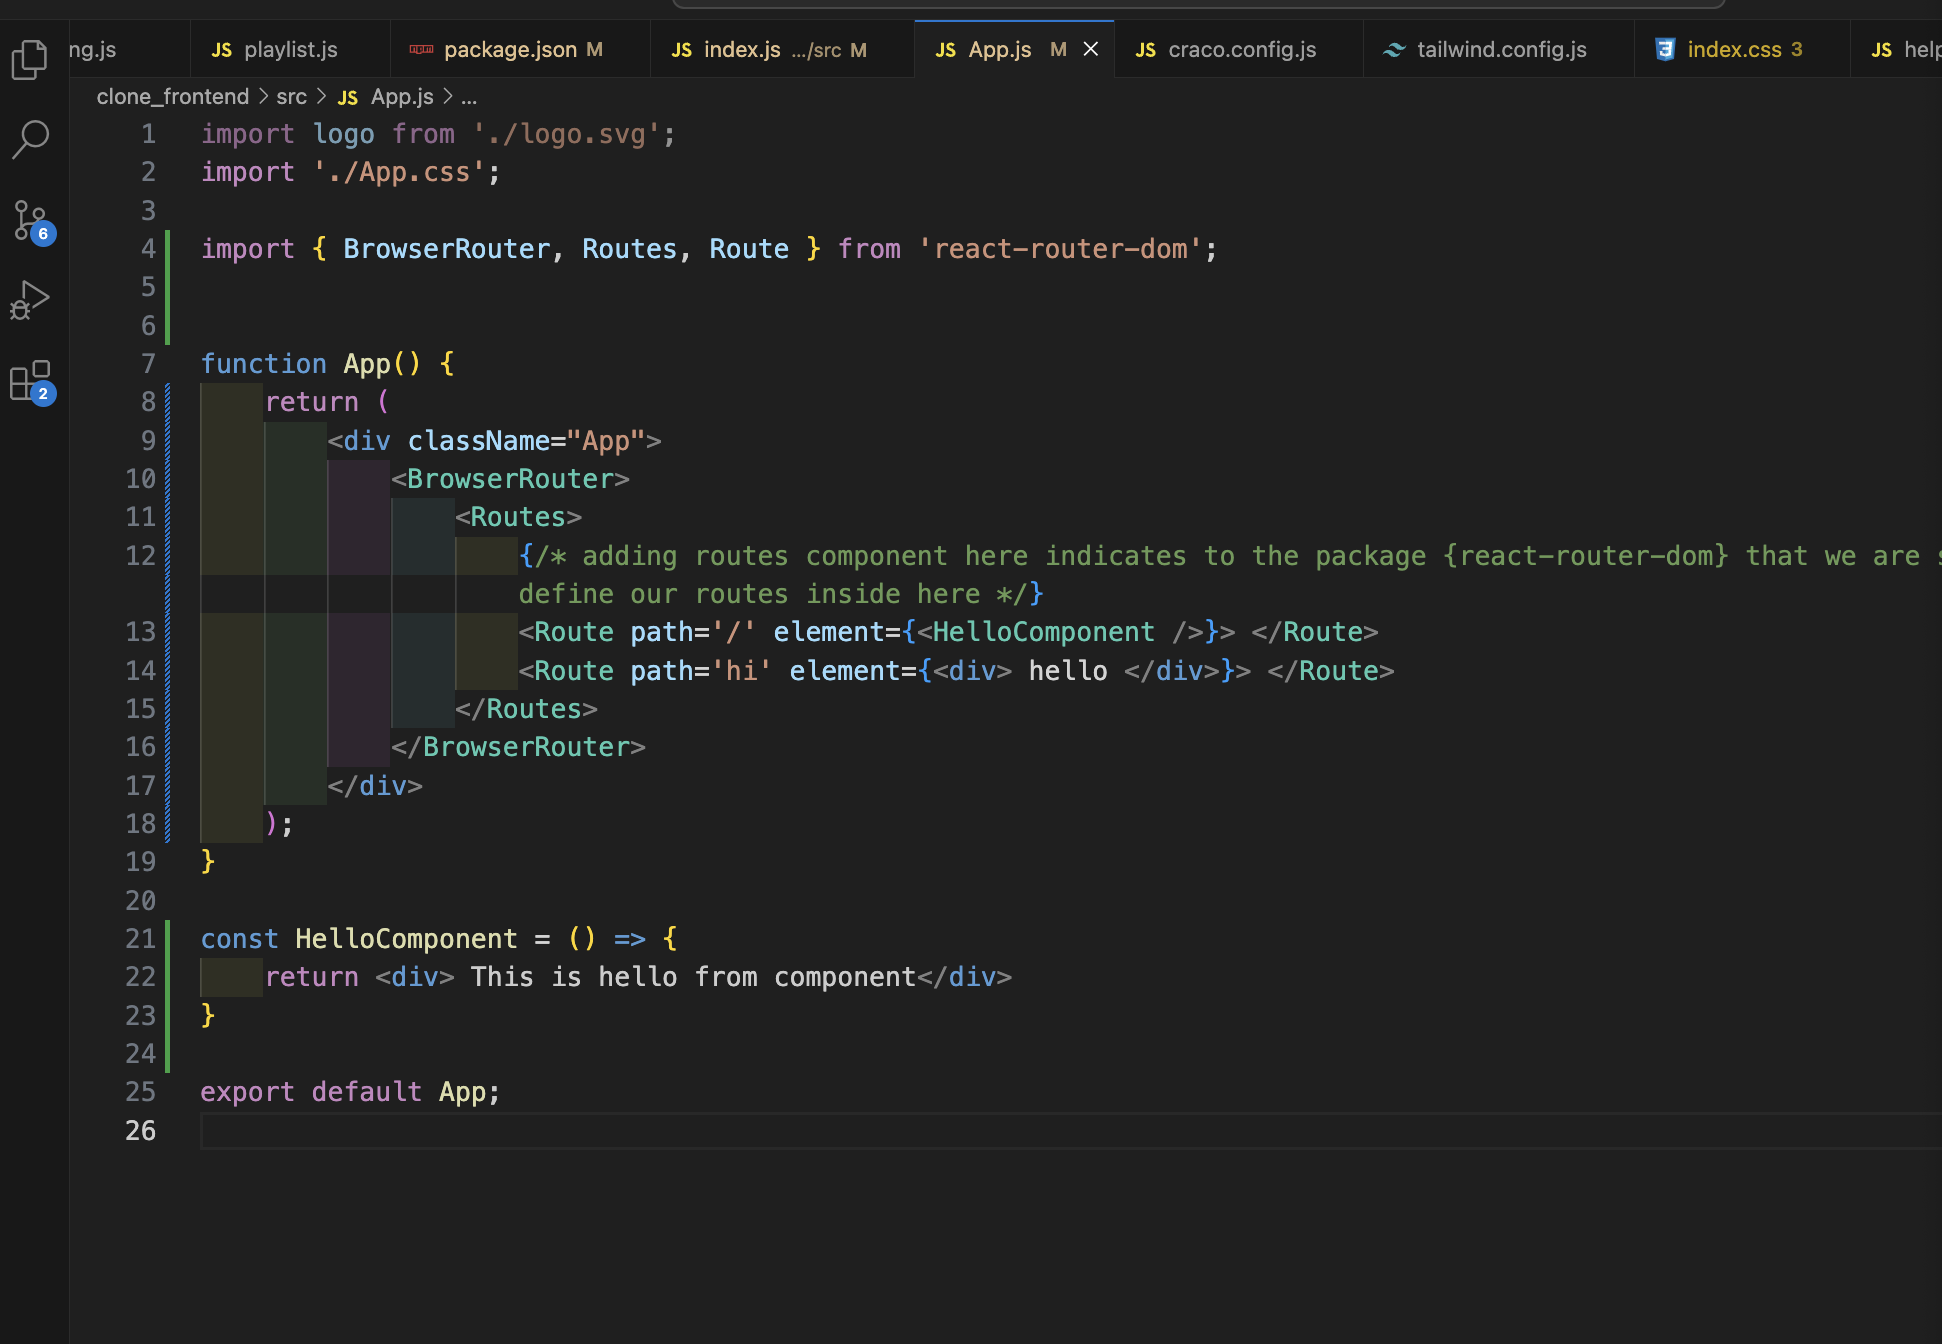 ng.js
JS playlist.js
package.json M
JS index.js .../src M
JS App.js M
JS craco.config.js
tailwind.config.js
index.css 3
JS
clone_frontend > src > JS App.js > ...
1 import logo from './logo.svg';
2 import './App.css';
3
4 import { BrowserRouter, Routes, Route } from 'react-router-dom';
5
6
7 function App() {
8 return (
9 <div className="App">
10 <BrowserRouter>
11 <Routes>
12 {/* adding routes component here indicates to the package {react-router-dom} that we are
define our routes inside here */}
13 <Route path='/' element={<HelloComponent />}> </Route>
14 <Route path='hi' element={<div> hello </div>}> </Route>
15 </Routes>
16 </BrowserRouter>
17 </div>
18 );
19 }
20
21 const HelloComponent = () => {
22 return <div> This is hello from component</div>
23 }
24
25 export default App;
26
6
2